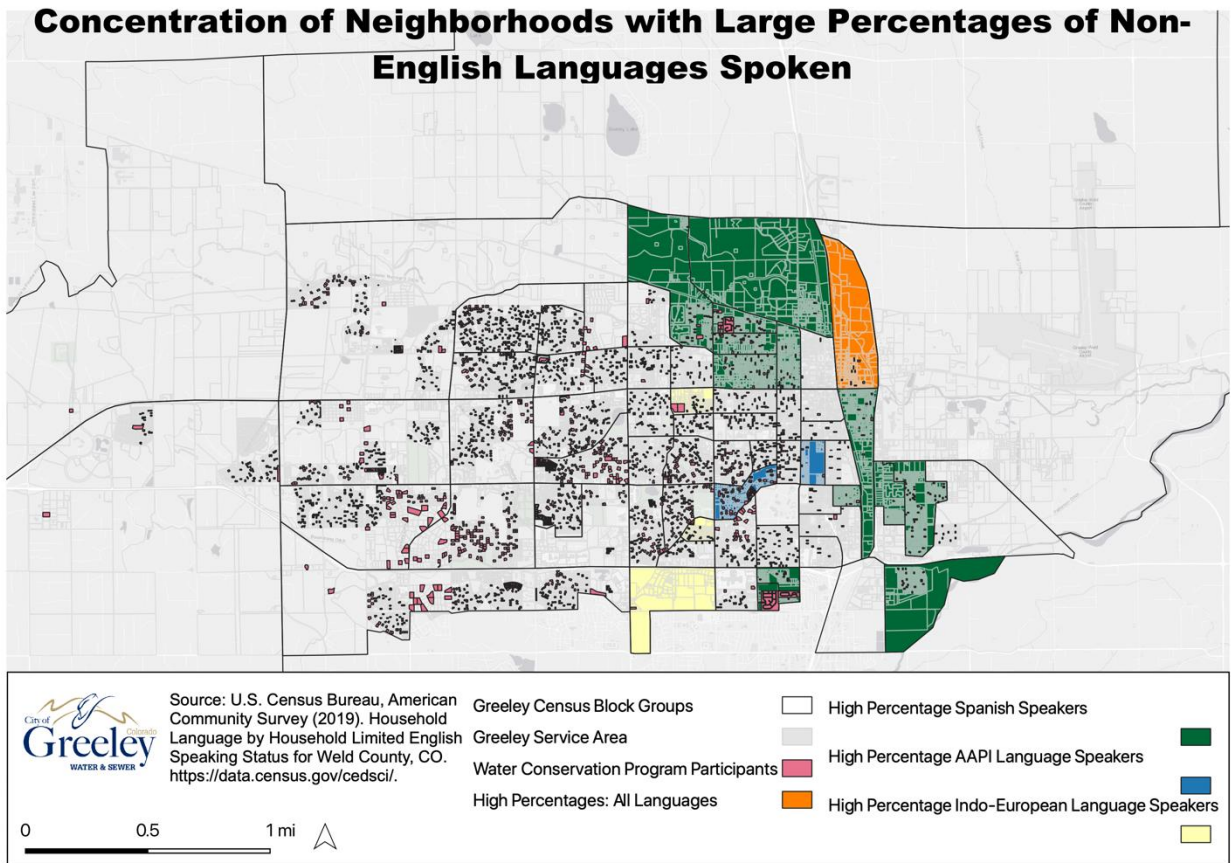 Concentration of Neighborhoods with Large Percentages of Non-
English Languages Spoken
City of
Greeley
Colorado
WATER & SEWER
Source: U.S. Census Bureau, American
Community Survey (2019). Household
Language by Household Limited English
Speaking Status for Weld County, CO.
https://data.census.gov/cedsci/.
0 0.5 1 mi
Greeley Census Block Groups
Greeley Service Area
Water Conservation Program Participants
High Percentages: All Languages
High Percentage Spanish Speakers
High Percentage AAPI Language Speakers
High Percentage Indo-European Language Speakers